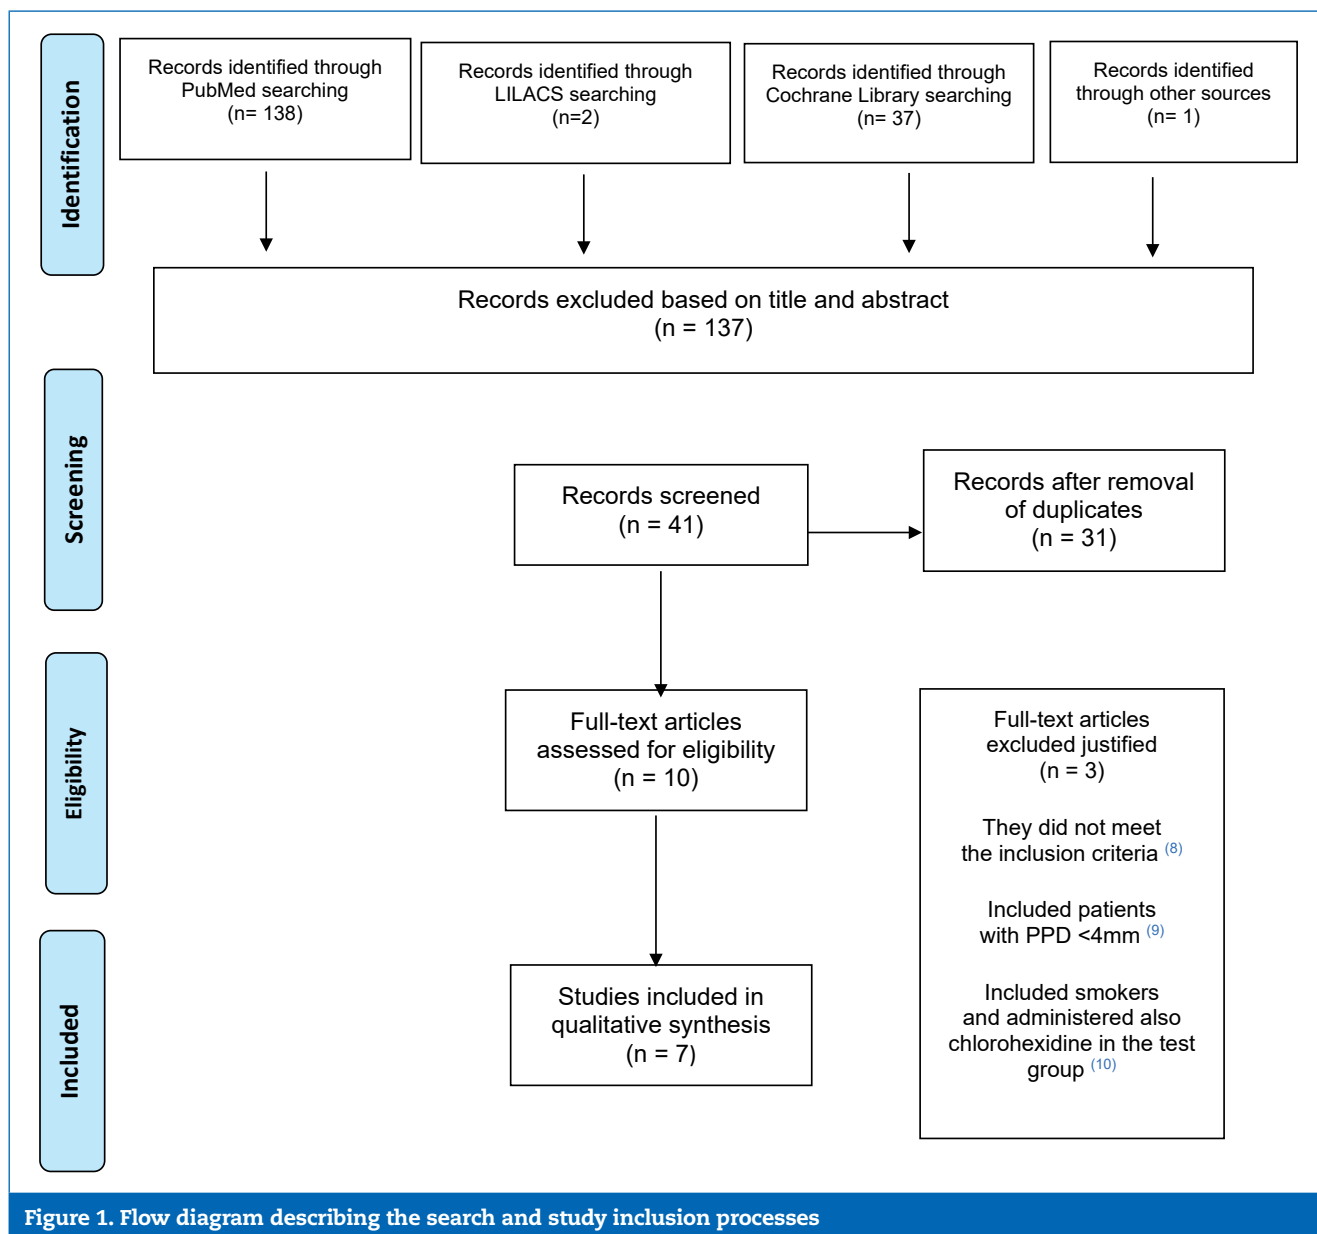 Identification
Records identified through
PubMed searching
(n= 138)
Records identified through
LILACS searching
(n=2)
Records identified through
Cochrane Library searching
(n= 37)
Records identified
through other sources
(n= 1)
Records excluded based on title and abstract
(n = 137)
Screening
Records screened
(n = 41)
Records after removal
of duplicates
(n = 31)
Eligibility
Full-text articles
assessed for eligibility
(n = 10)
Full-text articles
excluded justified
(n = 3)
They did not meet
the inclusion criteria (8)
Included patients
with PPD <4mm (9)
Included smokers
and administered also
chlorohexidine in the test
group (10)
Included
Studies included in
qualitative synthesis
(n = 7)
Figure 1. Flow diagram describing the search and study inclusion processes